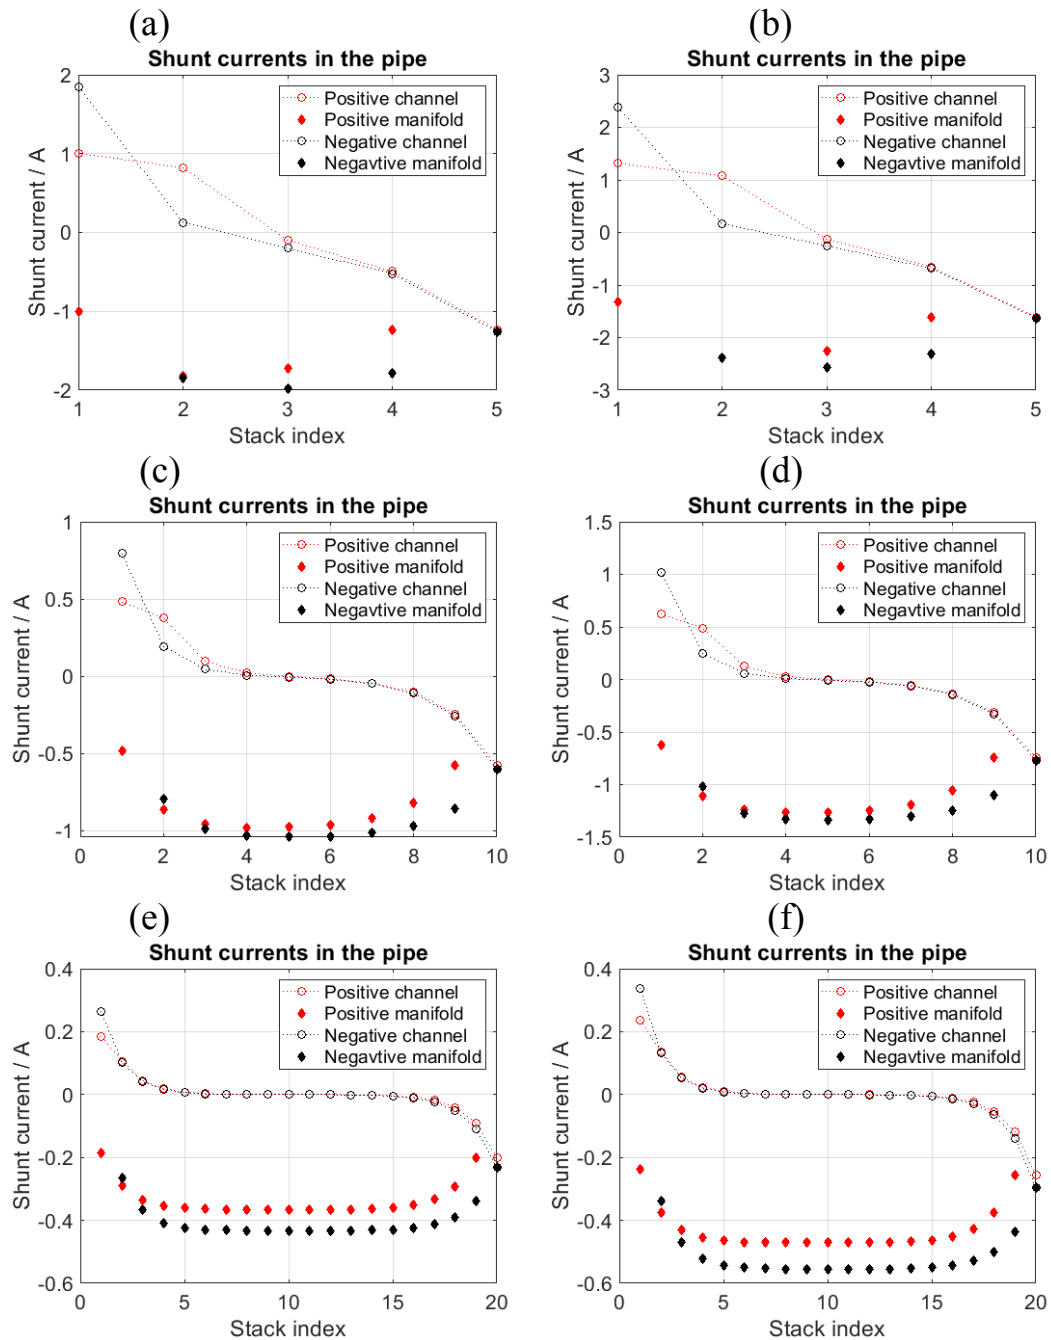 (a)
Shunt currents in the pipe
2
1
0
-1
-2
Shunt current / A
Positive channel
Positive manifold
Negative channel
Negavtive manifold
1 2 3 4 5
Stack index
(b)
Shunt currents in the pipe
3
2
1
0
-1
-2
-3
Shunt current / A
Positive channel
Positive manifold
Negative channel
Negavtive manifold
1 2 3 4 5
Stack index
(c)
Shunt currents in the pipe
1
0.5
0
-0.5
-1
Shunt current / A
Positive channel
Positive manifold
Negative channel
Negavtive manifold
0 2 4 6 8 10
Stack index
(d)
Shunt currents in the pipe
1.5
1
0.5
0
-0.5
-1
-1.5
Shunt current / A
Positive channel
Positive manifold
Negative channel
Negavtive manifold
0 2 4 6 8 10
Stack index
(e)
Shunt currents in the pipe
0.4
0.2
0
-0.2
-0.4
-0.6
Shunt current / A
Positive channel
Positive manifold
Negative channel
Negavtive manifold
0 5 10 15 20
Stack index
(f)
Shunt currents in the pipe
0.4
0.2
0
-0.2
-0.4
-0.6
Shunt current / A
Positive channel
Positive manifold
Negative channel
Negavtive manifold
0 5 10 15 20
Stack index